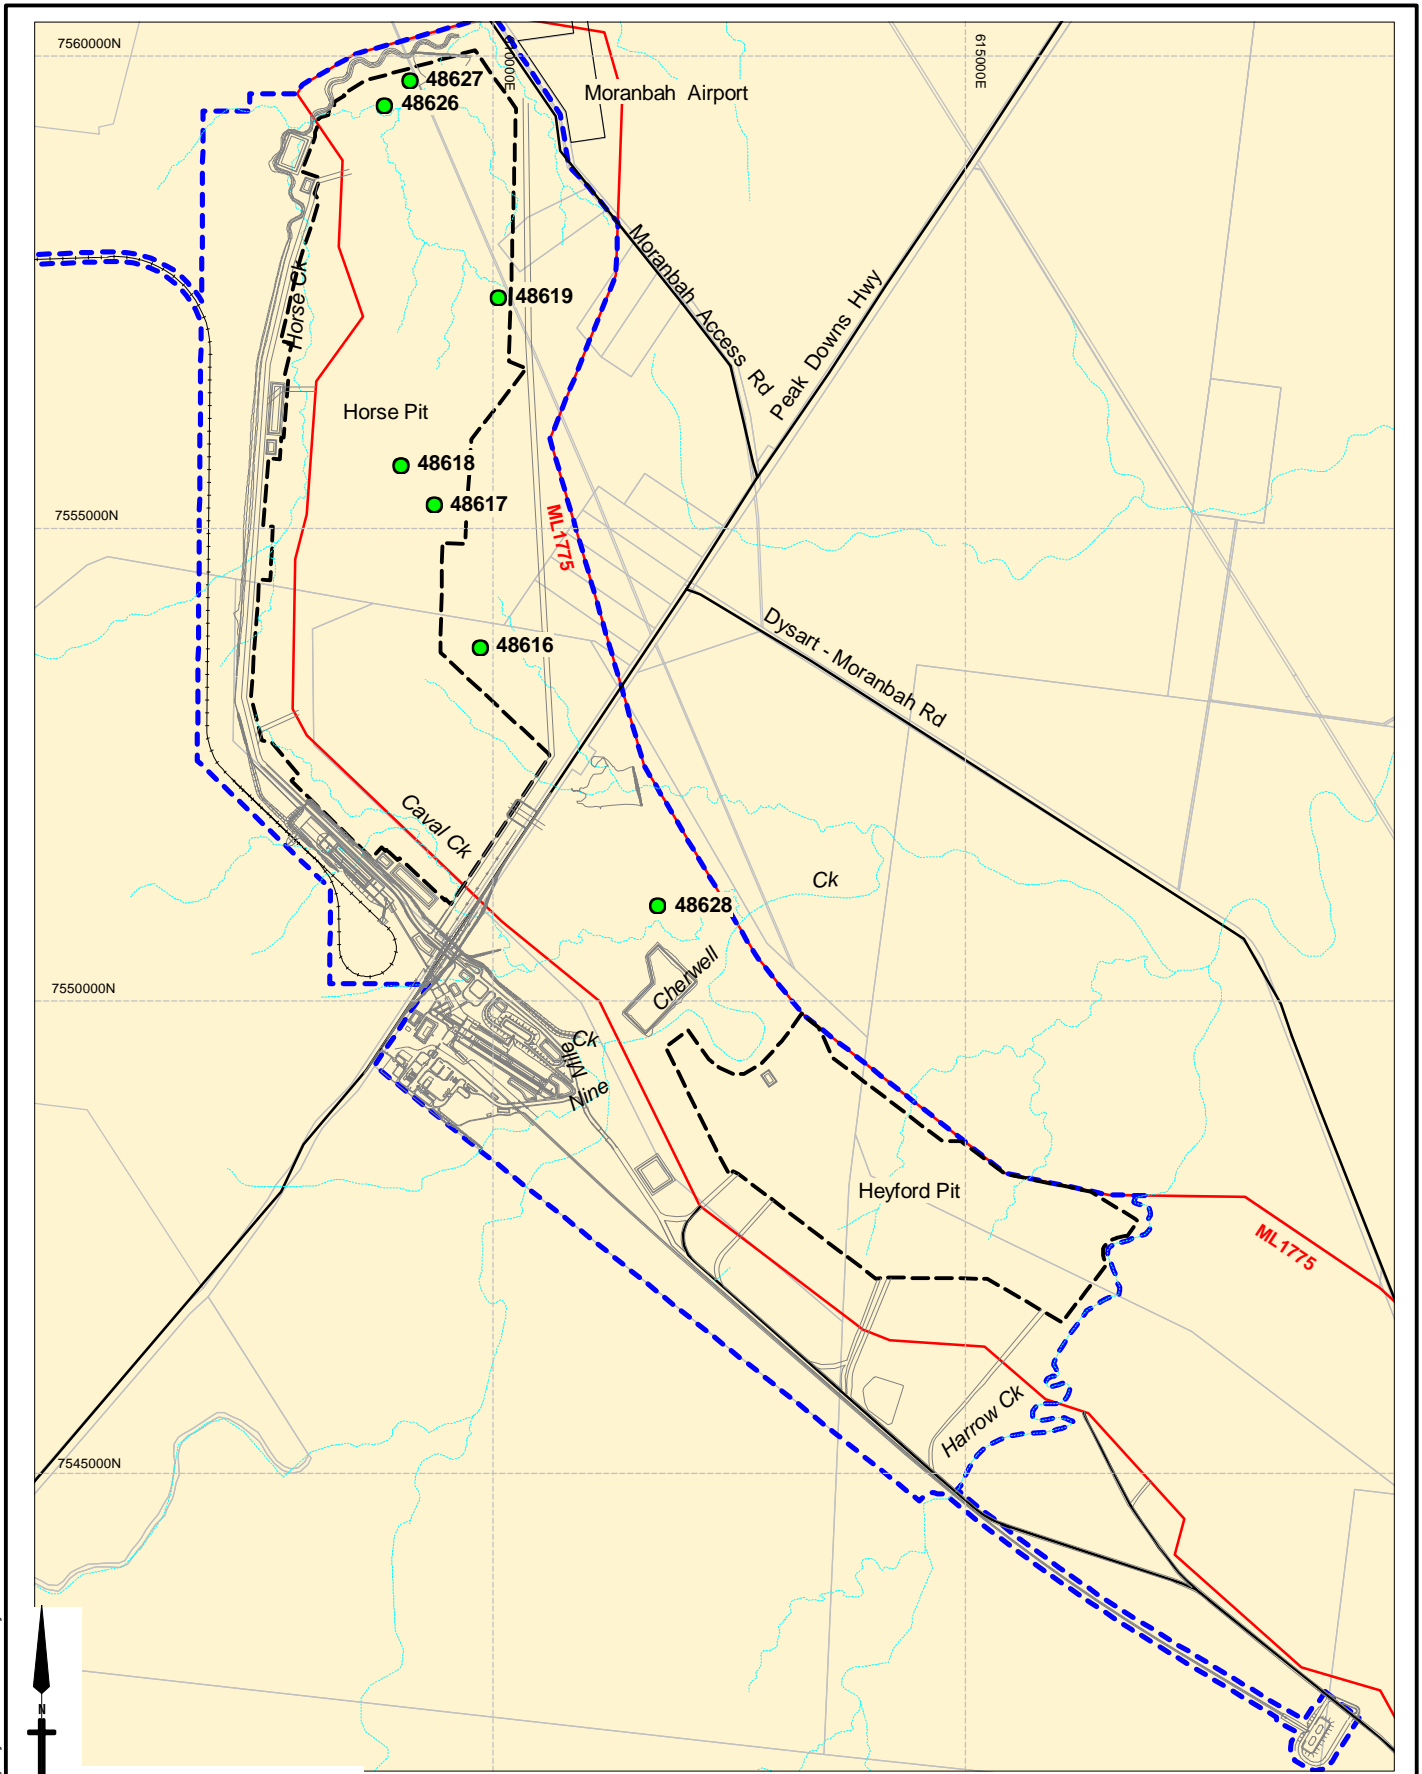 7560000N
610000E
615000E
48627
48626
Moranbah Airport
Moranbah Access Rd
Peak Downs Hwy
Horse Ck
48619
Horse Pit
48618
48617
7555000N
ML1775
48616
Dysart - Moranbah Rd
Caval Ck
Ck
48628
Cherwell
7550000N
Ck
Mile
Nine
Heyford Pit
ML1775
Harrow Ck
7545000N
N